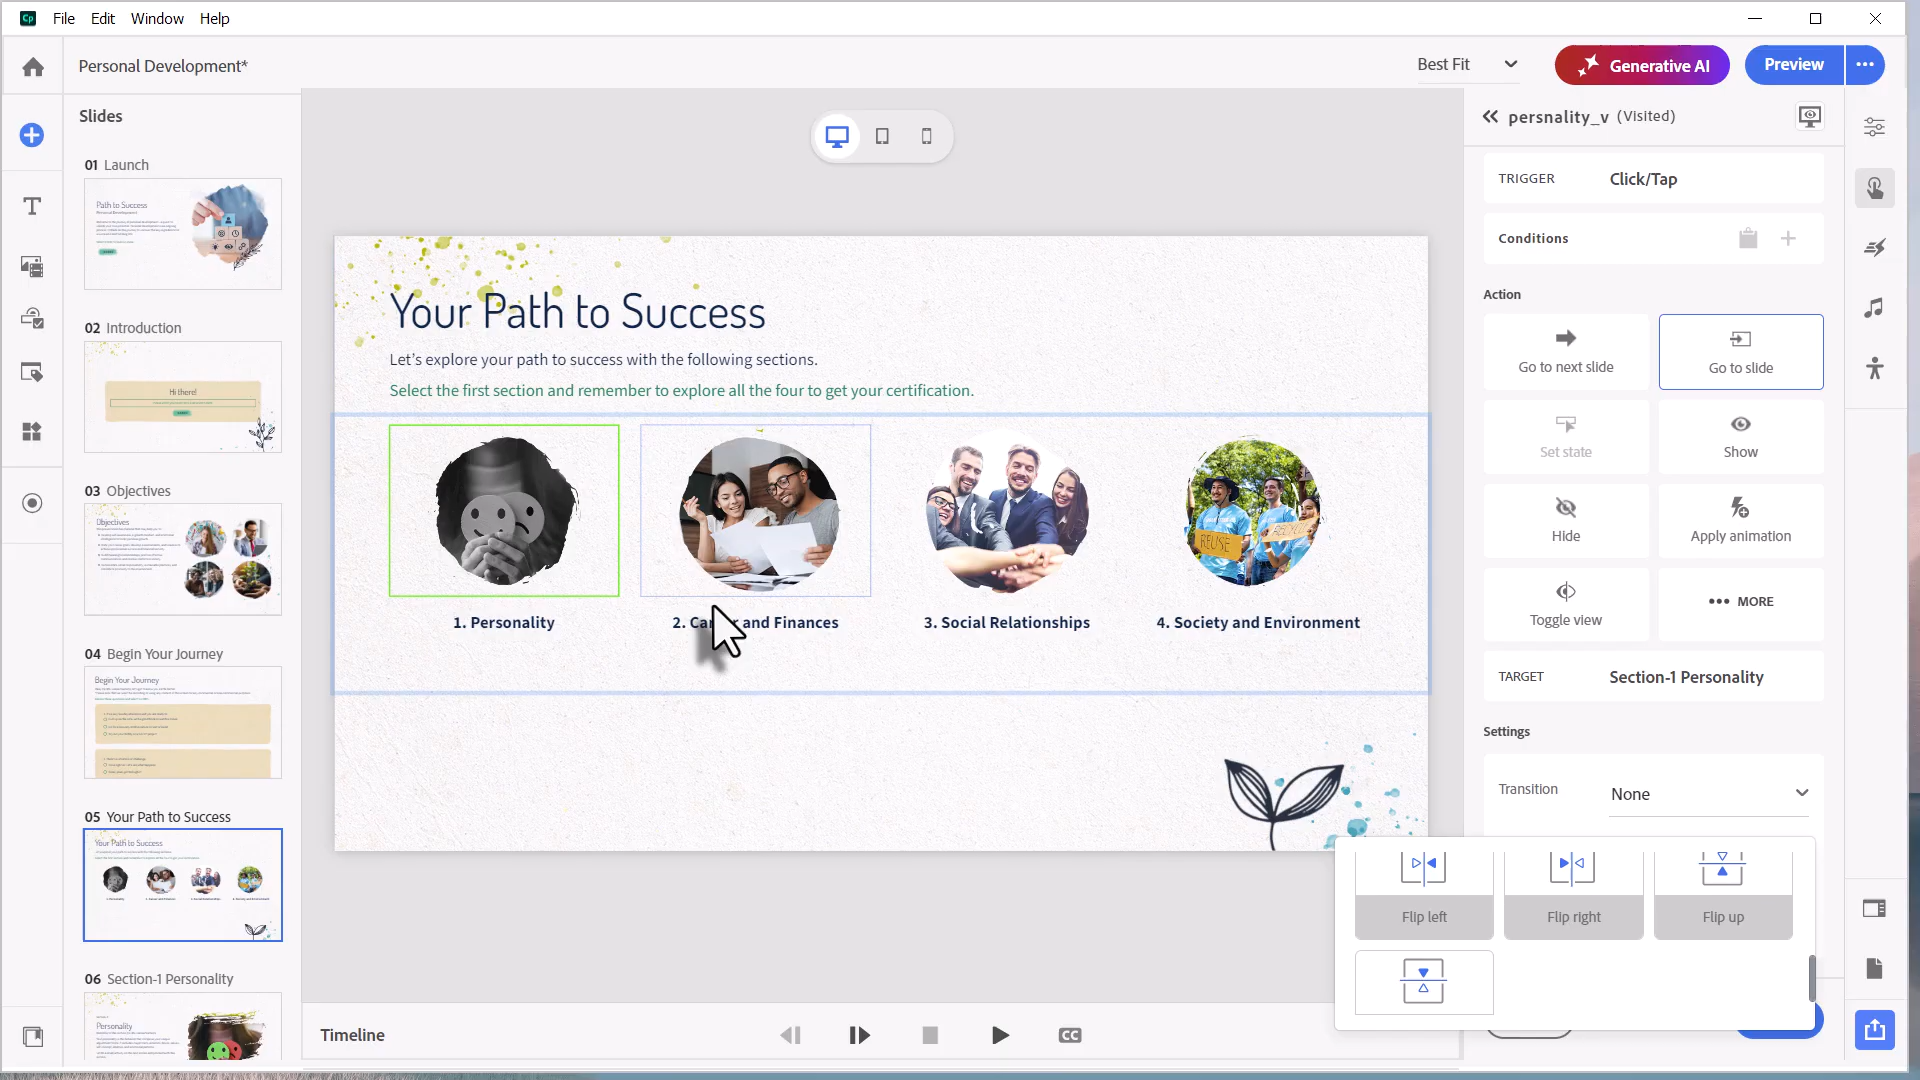 Cp File Edit Window Help
Personal Development*
Best Fit
Generative AI
Preview
Slides
01 Launch
Path to Success
02 Introduction
Hi there!
03 Objectives
Objectives
04 Begin Your Journey
Begin Your Journey
05 Your Path to Success
Your Path to Success
06 Section-1 Personality
Personality
Your Path to Success
Let's explore your path to success with the following sections.
Select the first section and remember to explore all the four to get your certification.
REUSE
1. Personality
2. Career and Finances
3. Social Relationships
4. Society and Environment
Timeline
CC
persnality_v (Visited)
TRIGGER Click/Tap
Conditions
Action
Go to next slide
Go to slide
Set state
Show
Hide
Apply animation
Toggle view
MORE
TARGET Section-1 Personality
Settings
Transition None
Flip left
Flip right
Flip up